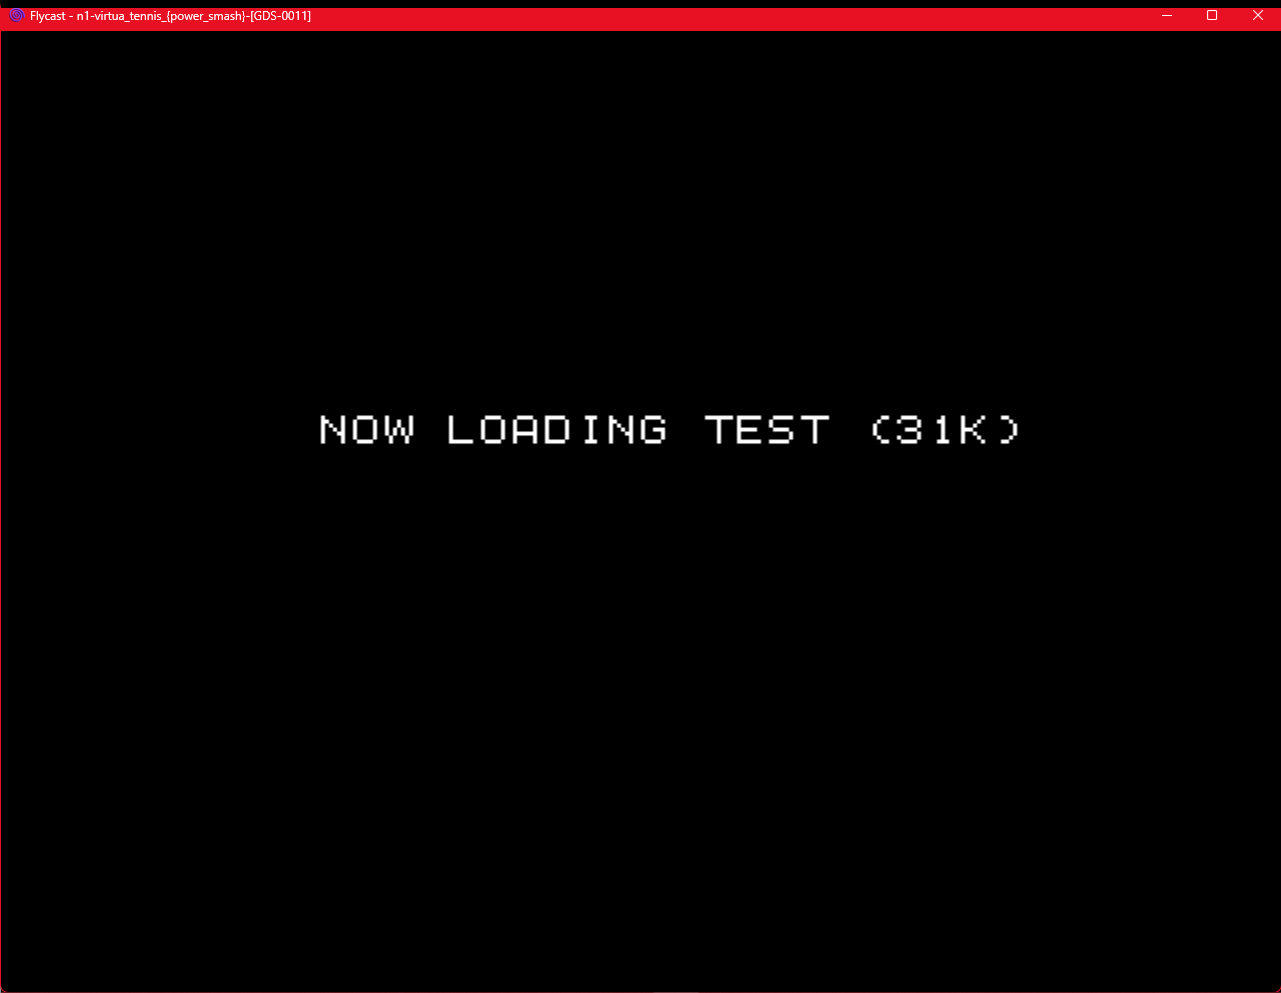 Flycast - n1-virtua_tennis_{power_smash}-[GDS-0011]
NOW LOADING TEST (31K)